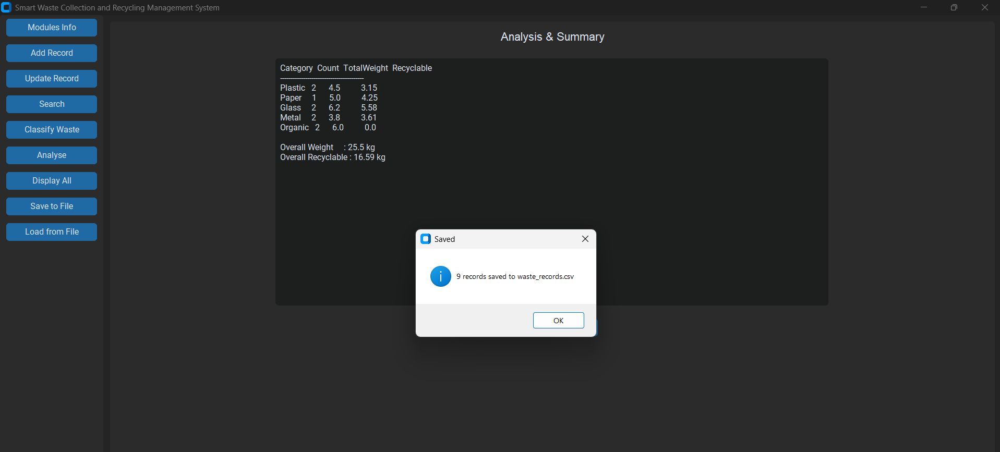 Smart Waste Collection and Recycling Management System
Modules Info
Add Record
Update Record
Search
Classify Waste
Analyse
Display All
Save to File
Load from File
Analysis & Summary
Category Count TotalWeight Recyclable
----------------------------------------
Plastic 2 4.5 3.15
Paper 1 5.0 4.25
Glass 2 6.2 5.58
Metal 2 3.8 3.61
Organic 2 6.0 0.0
Overall Weight : 25.5 kg
Overall Recyclable : 16.59 kg
Saved
9 records saved to waste_records.csv
OK